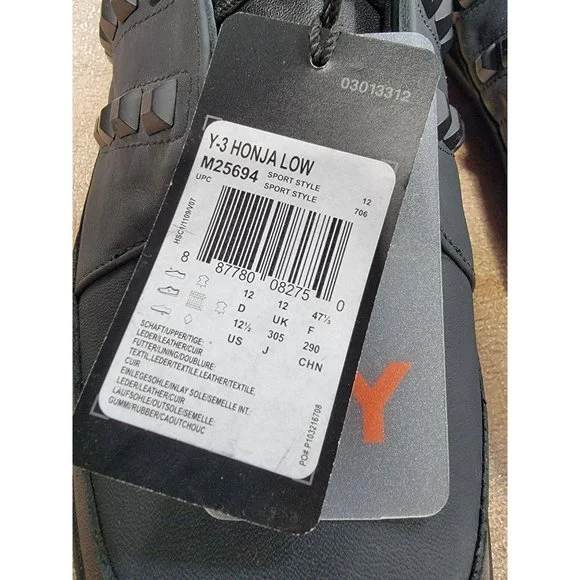 03013312
Y-3 HONJA LOW
M25694 SPORT STYLE 12
UPC SPORT STYLE 706
HSC1/1109/V07
8 87780 08275 0
12 12 47⅓
D UK F
12½ 305 290
US J CHN
SCHAFT/UPPER/TIGE:
LEDER/LEATHER/CUIR
FUTTER/LINING/DOUBLURE:
TEXTIL,LEDER/TEXTILE,LEATHER/TEXTILE,
CUIR
EINLEGESOHLE/INLAY SOLE/SEMELLE INT.
LEDER/LEATHER/CUIR
LAUFSOHLE/OUTSOLE/SEMELLE:
GUMMI/RUBBER/CAOUTCHOUC
PO# P103216708
Y